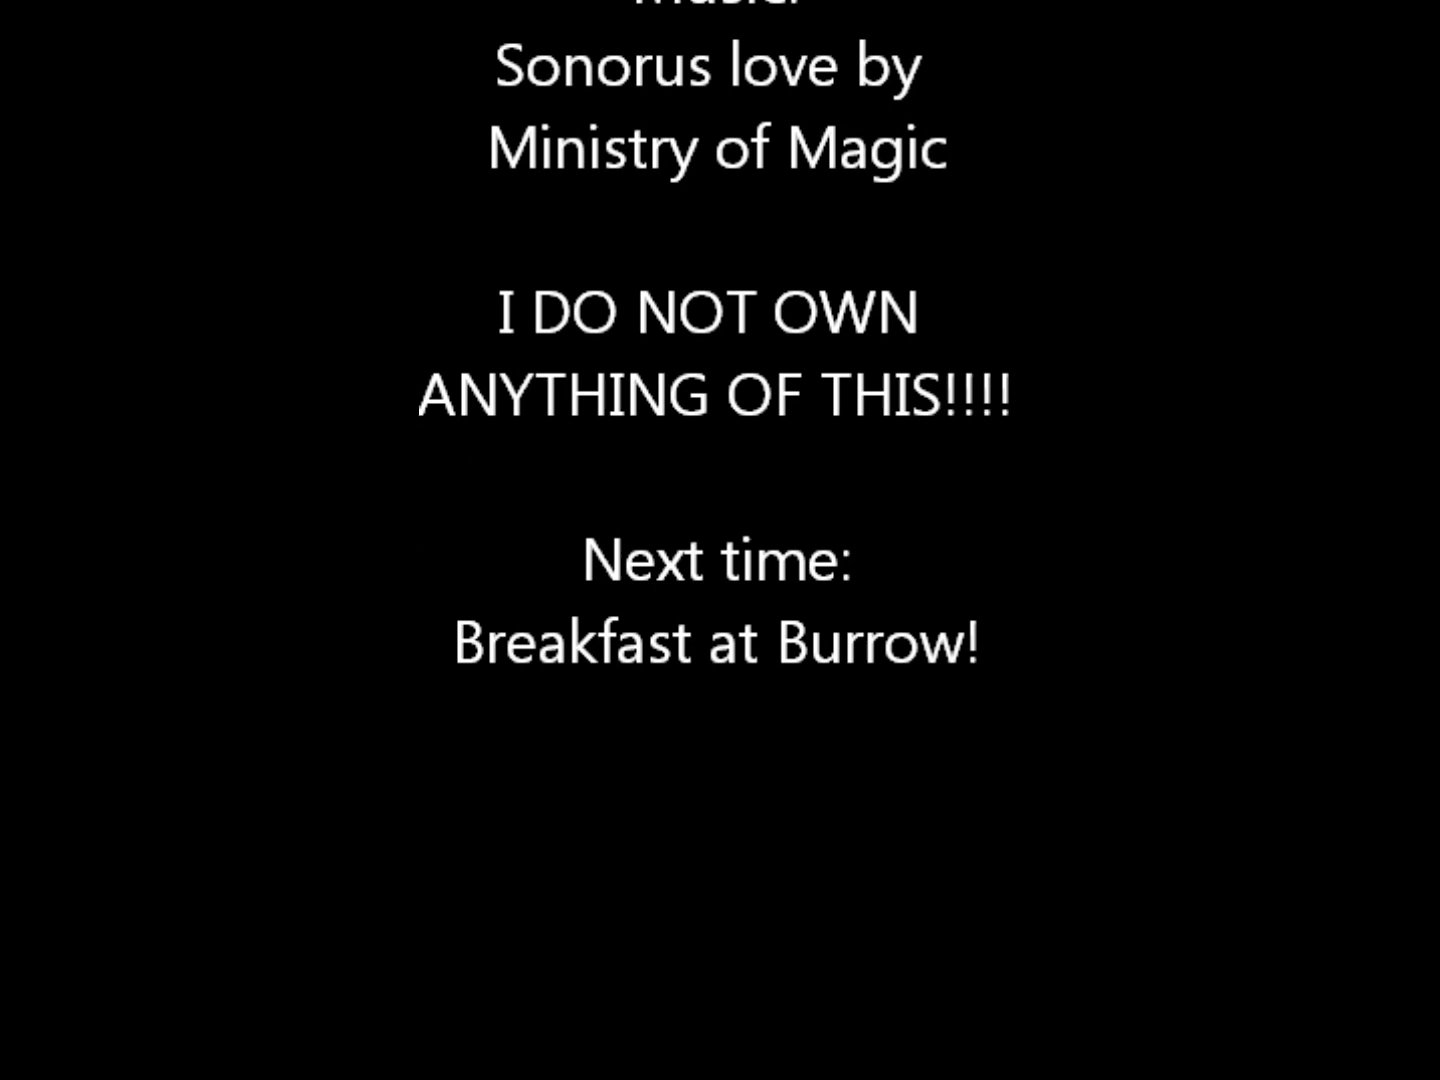 Music:
Sonorus love by
Ministry of Magic
I DO NOT OWN
ANYTHING OF THIS!!!!
Next time:
Breakfast at Burrow!